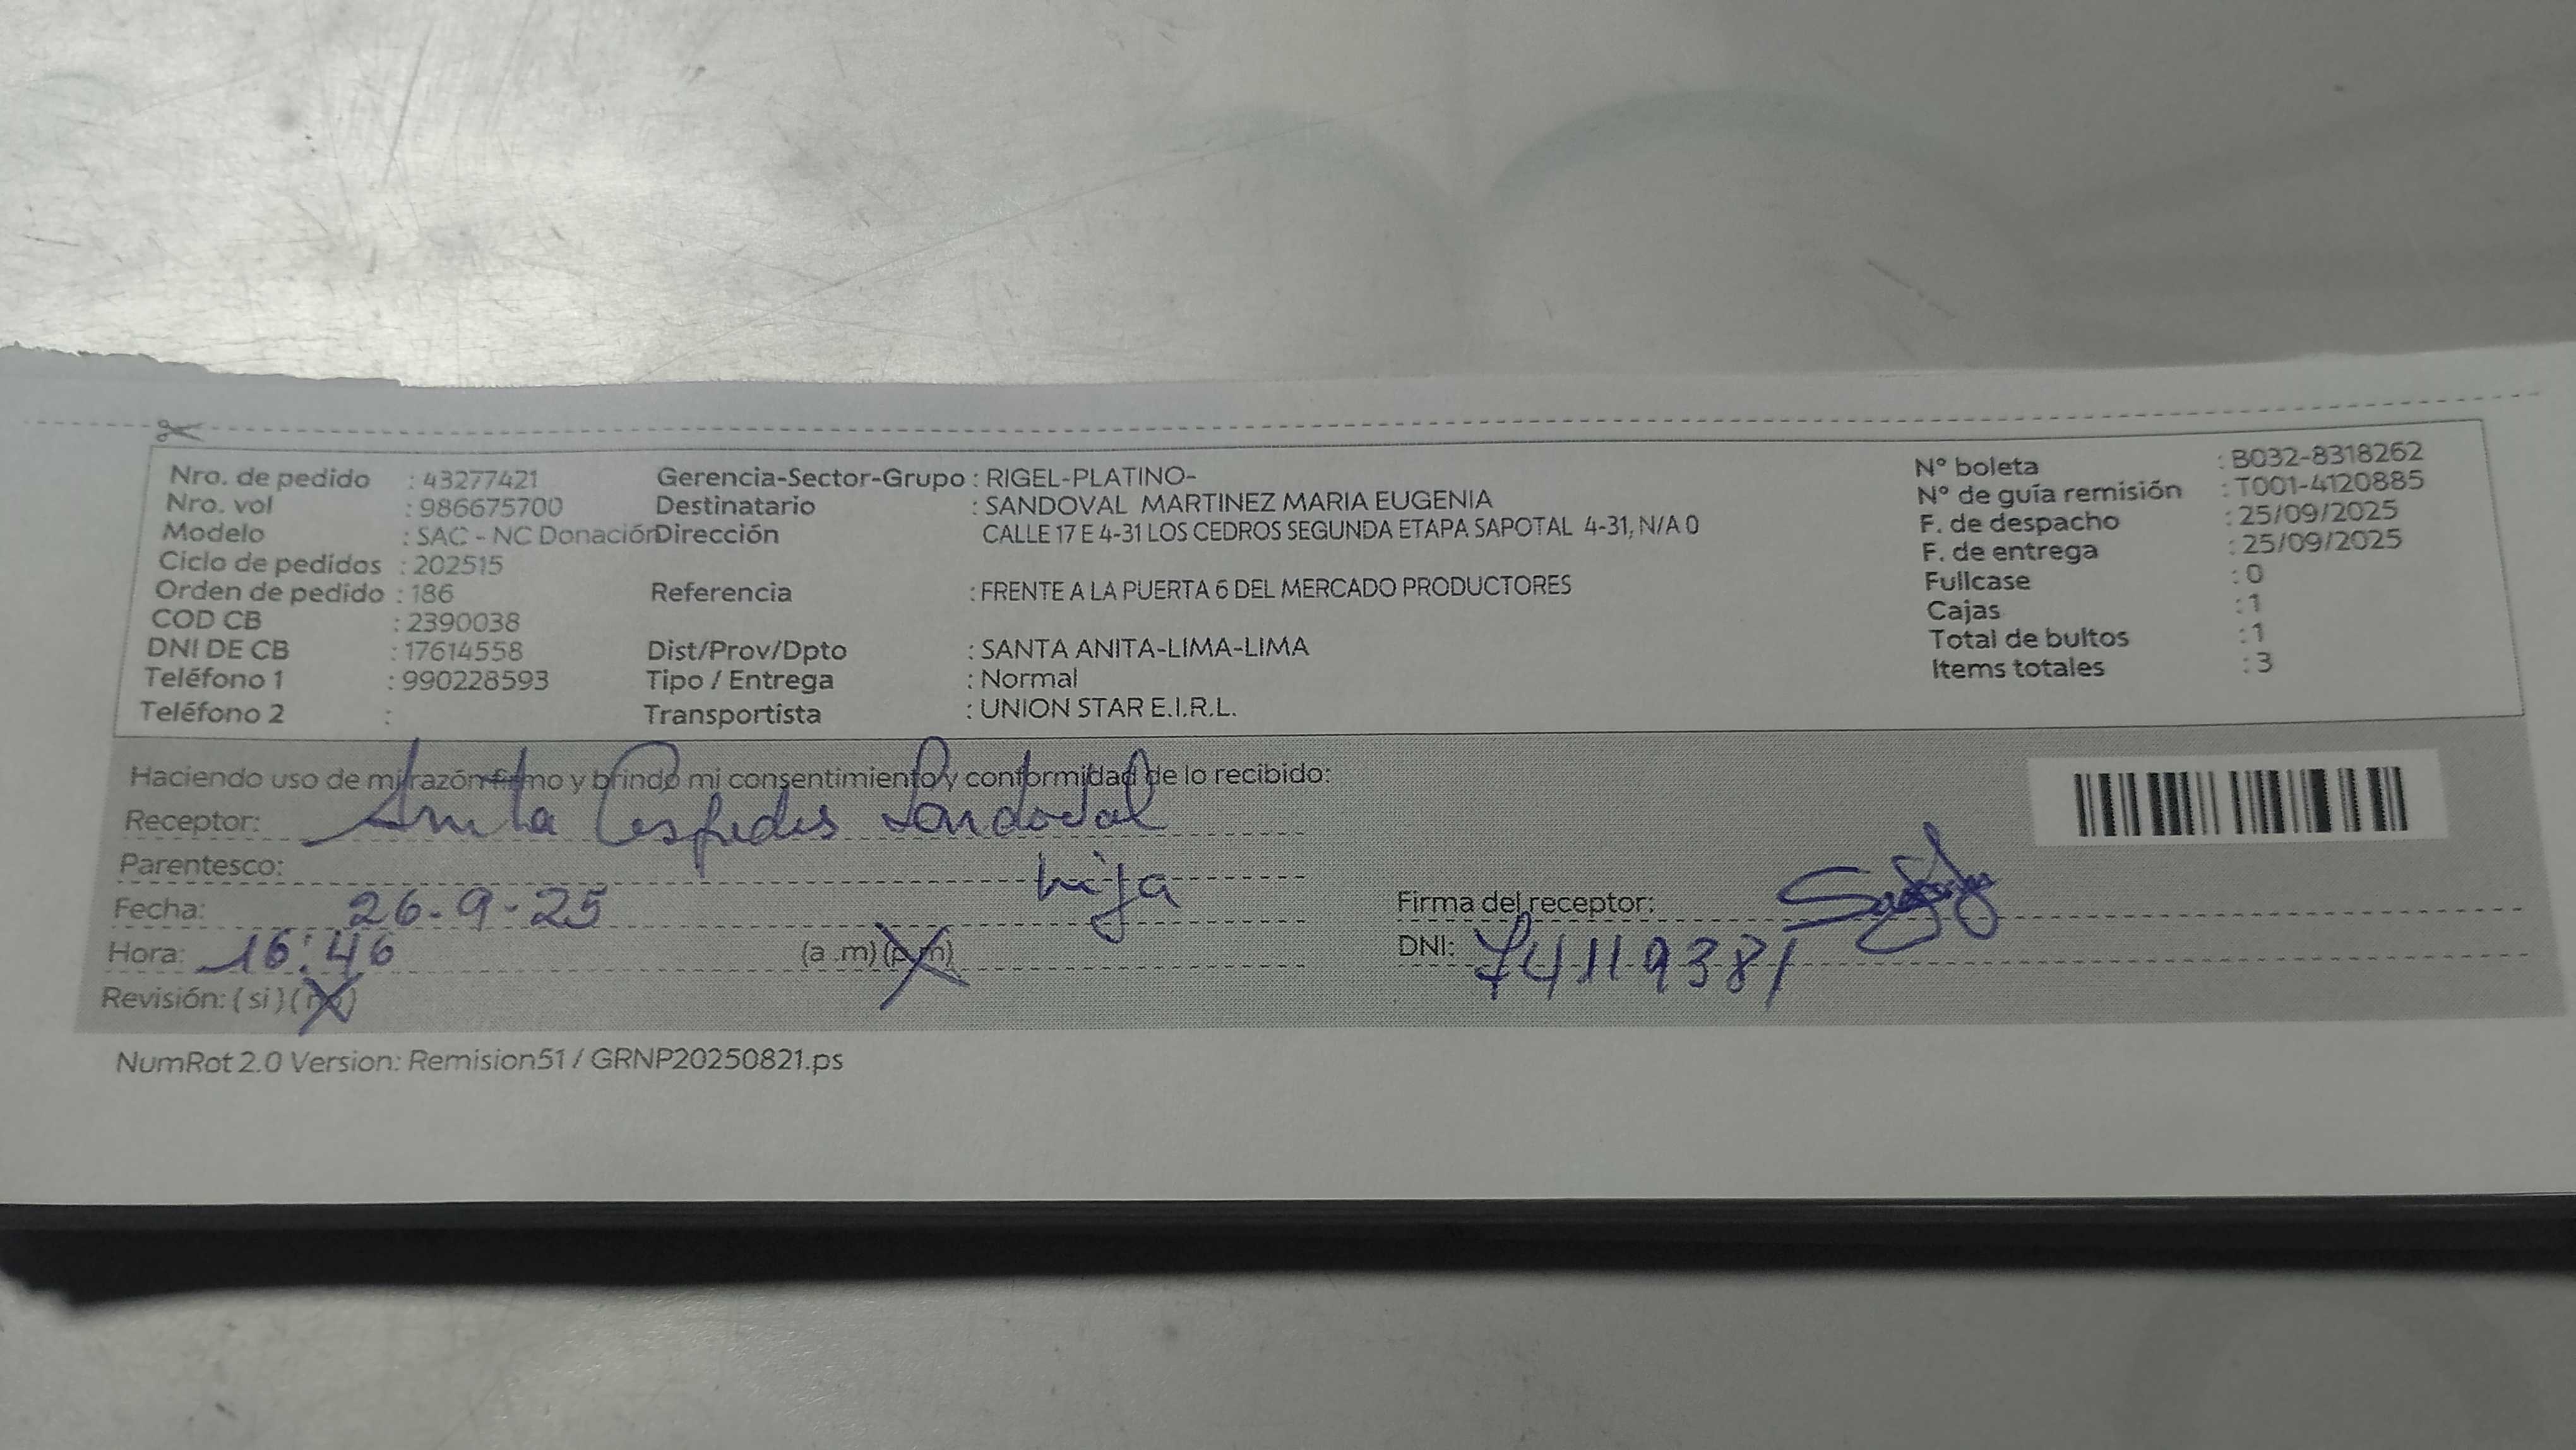 Nro. de pedido : 43277421 Gerencia-Sector-Grupo : RIGEL-PLATINO- N° boleta : B032-8318262
Nro. vol : 986675700 Destinatario : SANDOVAL MARTINEZ MARIA EUGENIA N° de guía remisión : T001-4120885
Modelo : SAC - NC Donación Dirección CALLE 17 E 4-31 LOS CEDROS SEGUNDA ETAPA SAPOTAL 4-31, N/A 0 F. de despacho : 25/09/2025
Ciclo de pedidos : 202515 F. de entrega : 25/09/2025
Orden de pedido : 186 Referencia : FRENTE A LA PUERTA 6 DEL MERCADO PRODUCTORES Fullcase : 0
COD CB : 2390038 Cajas : 1
DNI DE CB : 17614558 Dist/Prov/Dpto : SANTA ANITA-LIMA-LIMA Total de bultos : 1
Teléfono 1 : 990228593 Tipo / Entrega : Normal Items totales : 3
Teléfono 2 : Transportista : UNION STAR E.I.R.L.
Haciendo uso de mi razón firmo y brindo mi consentimiento y conformidad de lo recibido:
Receptor: Anita Cespedes Sandoval
Parentesco: hija
Fecha: 26-9-25 Firma del receptor:
Hora: 16:46 (a .m) (p.m) DNI: 74119381
Revisión: ( si ) ( no )
NumRot 2.0 Version: Remision51 / GRNP20250821.ps